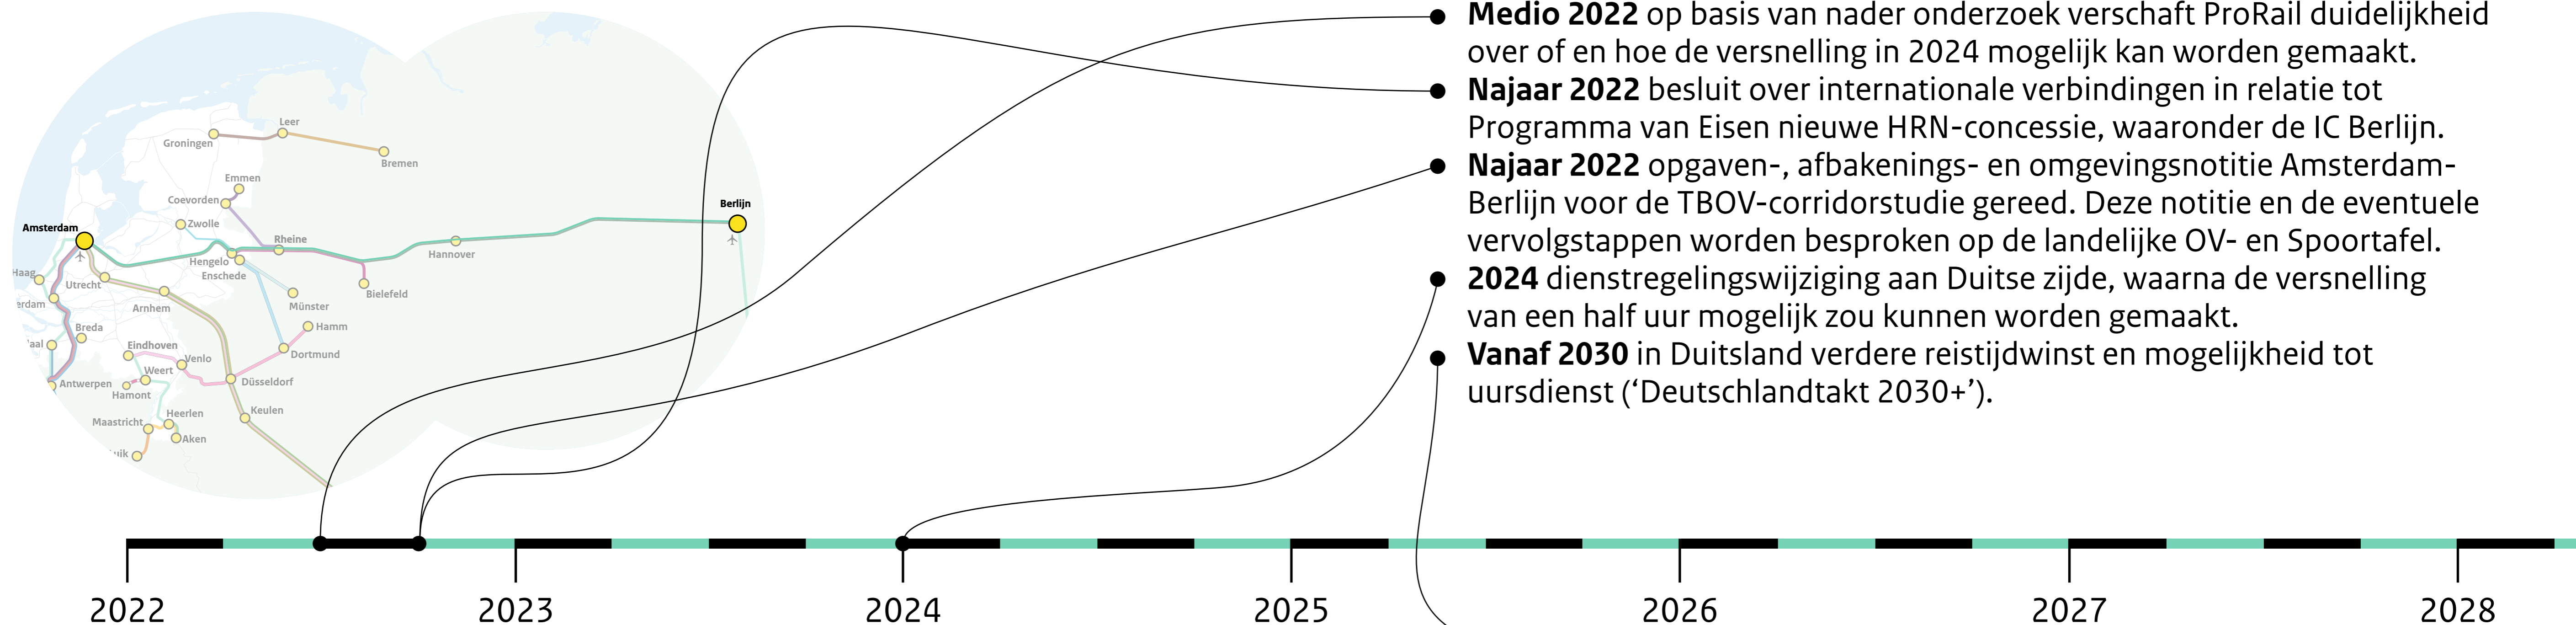 Medio 2022 op basis van nader onderzoek verschaft ProRail duidelijkheid
over of en hoe de versnelling in 2024 mogelijk kan worden gemaakt.
Najaar 2022 besluit over internationale verbindingen in relatie tot
Programma van Eisen nieuwe HRN-concessie, waaronder de IC Berlijn.
Najaar 2022 opgaven-, afbakenings- en omgevingsnotitie Amsterdam-
Berlijn voor de TBOV-corridorstudie gereed. Deze notitie en de eventuele
vervolgstappen worden besproken op de landelijke OV- en Spoortafel.
2024 dienstregelingswijziging aan Duitse zijde, waarna de versnelling
van een half uur mogelijk zou kunnen worden gemaakt.
Vanaf 2030 in Duitsland verdere reistijdwinst en mogelijkheid tot
uursdienst (‘Deutschlandtakt 2030+’).
Leer
Groningen
Bremen
Emmen
Coevorden
Zwolle
Berlijn
Amsterdam
Rheine
Hannover
Hengelo
Enschede
Haag
Utrecht
Bielefeld
erdam
Arnhem
Münster
Breda
Hamm
aal
Eindhoven
Venlo
Dortmund
Weert
Antwerpen
Düsseldorf
Hamont
Heerlen
Keulen
Maastricht
Aken
uik
2022
2023
2024
2025
2026
2027
2028